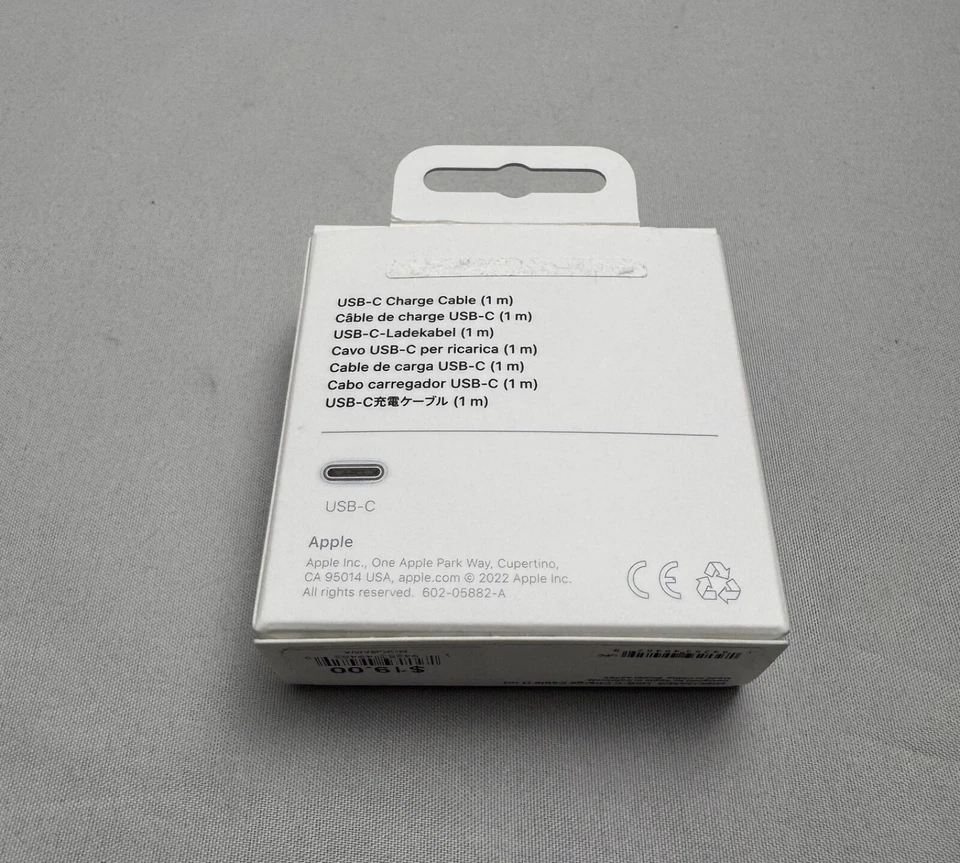 USB-C Charge Cable (1 m)
Câble de charge USB-C (1 m)
USB-C-Ladekabel (1 m)
Cavo USB-C per ricarica (1 m)
Cable de carga USB-C (1 m)
Cabo carregador USB-C (1 m)
USB-C充電ケーブル (1 m)
USB-C
Apple
Apple Inc., One Apple Park Way, Cupertino,
CA 95014 USA, apple.com © 2022 Apple Inc.
All rights reserved. 602-05882-A
CE
$19.00
UPC